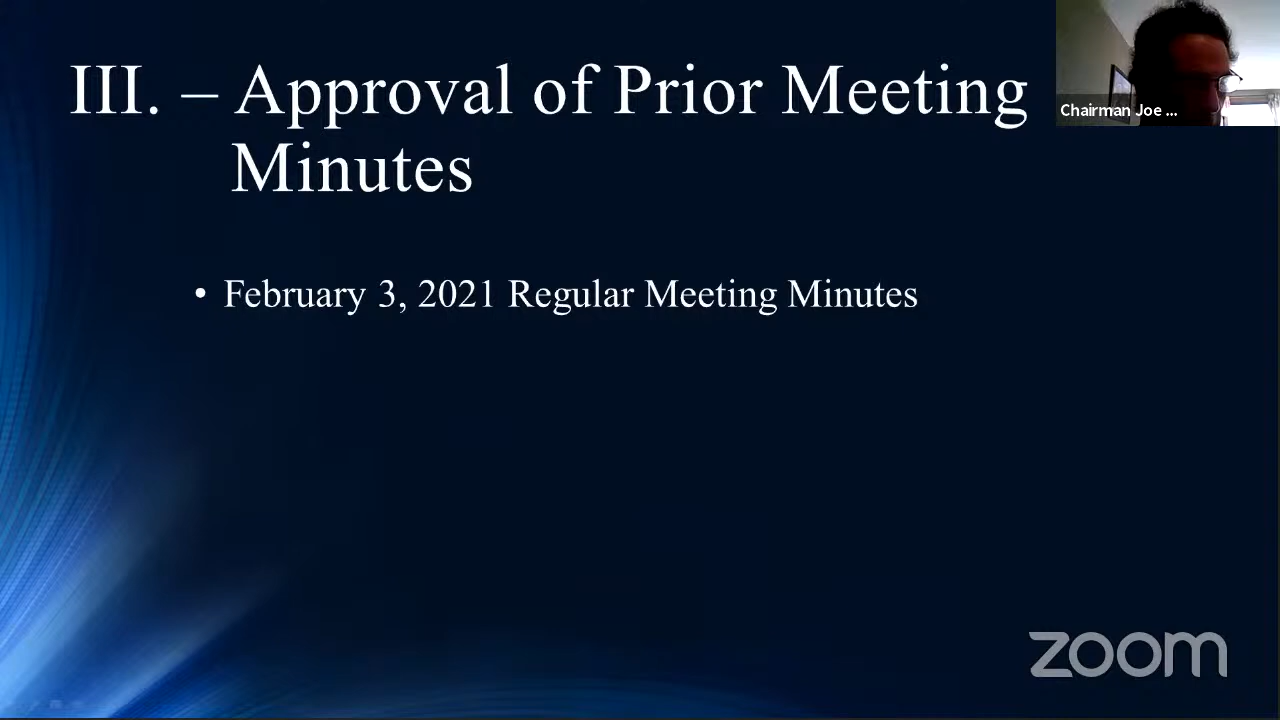 III. – Approval of Prior Meeting
Minutes
Chairman Joe ...
• February 3, 2021 Regular Meeting Minutes
zoom